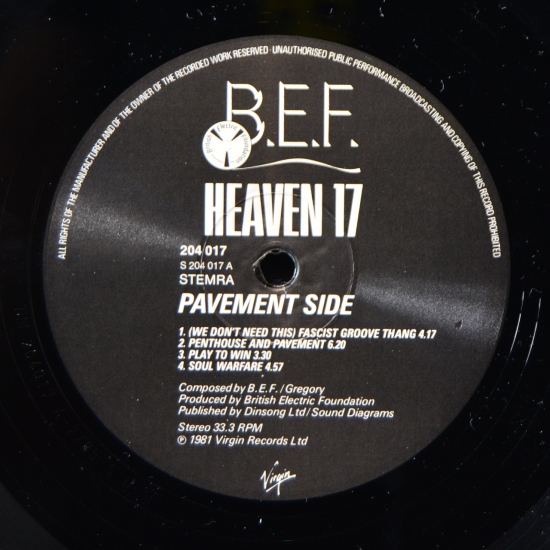 ALL RIGHTS OF THE MANUFACTURER AND OF THE OWNER OF THE RECORDED WORK RESERVED · UNAUTHORISED PUBLIC PERFORMANCE BROADCASTING AND COPYING OF THIS RECORD PROHIBITED
B.E.F.
British Electric Foundation
HEAVEN 17
204 017
S 204 017 A
STEMRA
PAVEMENT SIDE
1. (WE DON'T NEED THIS) FASCIST GROOVE THANG 4.17
2. PENTHOUSE AND PAVEMENT 6.20
3. PLAY TO WIN 3.30
4. SOUL WARFARE 4.57
Composed by B.E.F./Gregory
Produced by British Electric Foundation
Published by Dinsong Ltd/Sound Diagrams
Stereo 33.3 RPM
℗ 1981 Virgin Records Ltd
Virgin